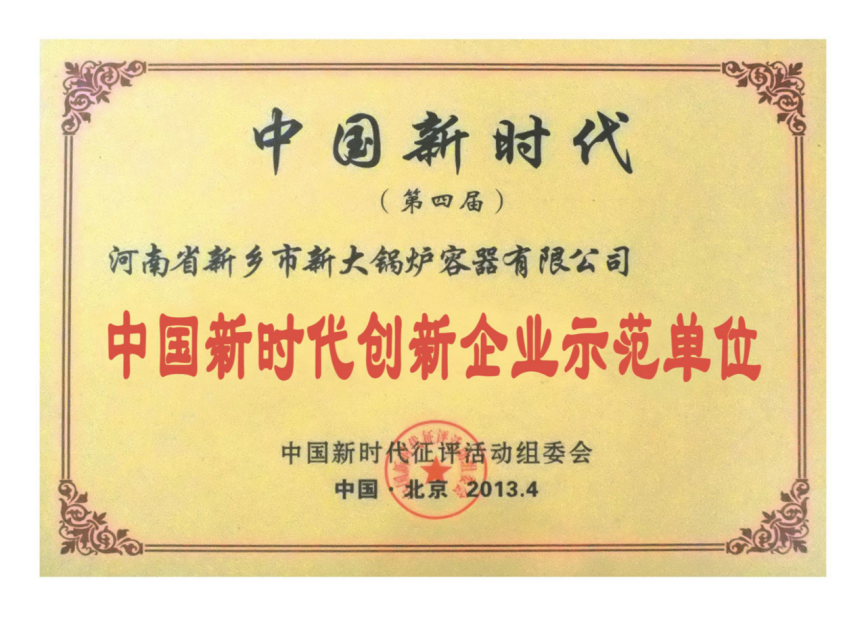 中国新时代
（第四届）
河南省新乡市新大锅炉容器有限公司
中国新时代创新企业示范单位
中国新时代征评活动组委会
中国·北京 2013.4